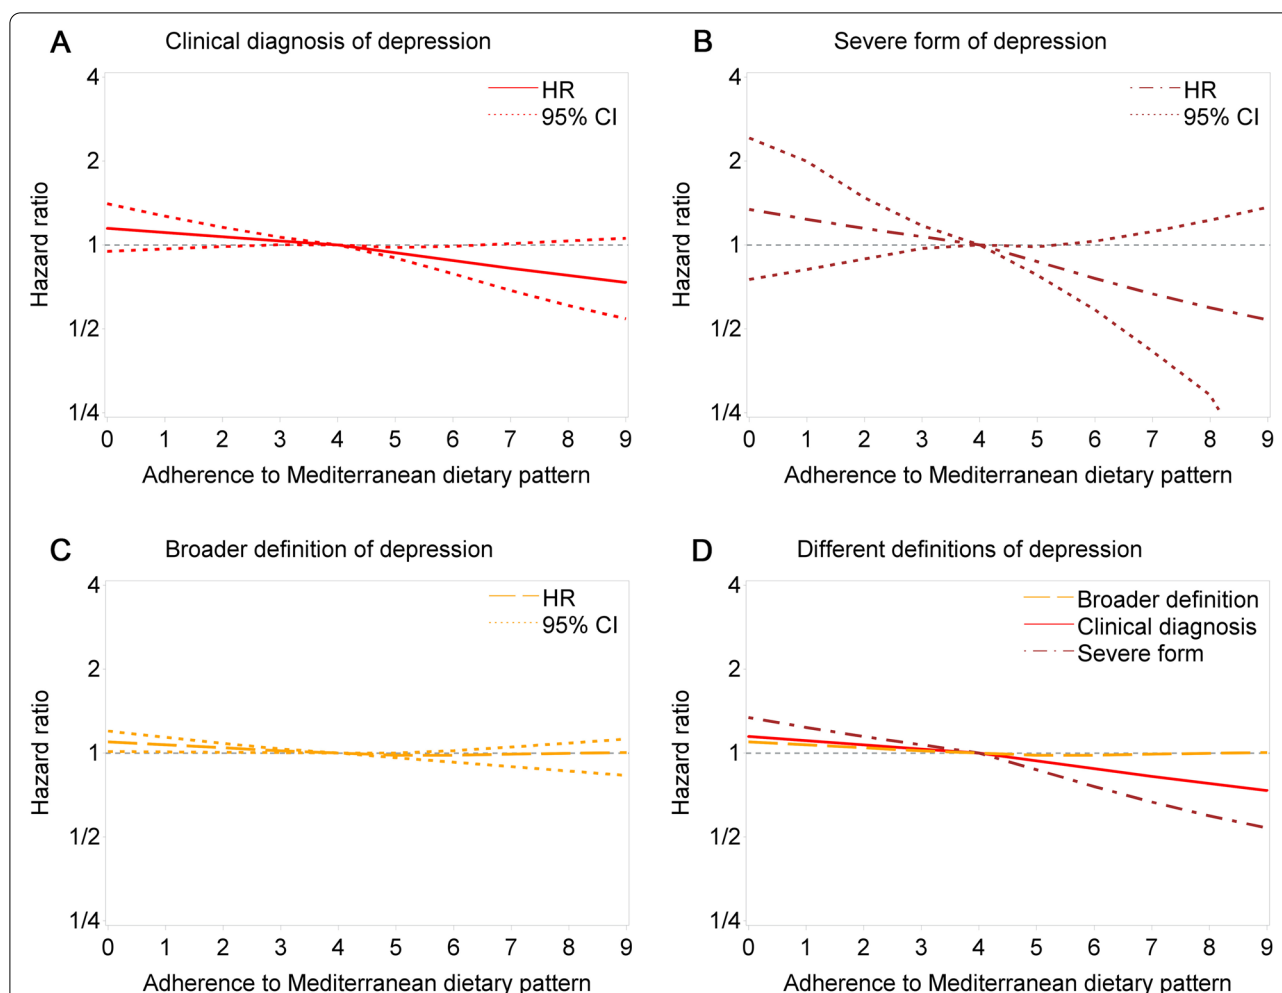 A Clinical diagnosis of depression
4
2
1
1/2
1/4
Hazard ratio
HR
95% CI
0 1 2 3 4 5 6 7 8 9
Adherence to Mediterranean dietary pattern
B Severe form of depression
4
2
1
1/2
1/4
Hazard ratio
HR
95% CI
0 1 2 3 4 5 6 7 8 9
Adherence to Mediterranean dietary pattern
C Broader definition of depression
4
2
1
1/2
1/4
Hazard ratio
HR
95% CI
0 1 2 3 4 5 6 7 8 9
Adherence to Mediterranean dietary pattern
D Different definitions of depression
4
2
1
1/2
1/4
Hazard ratio
Broader definition
Clinical diagnosis
Severe form
0 1 2 3 4 5 6 7 8 9
Adherence to Mediterranean dietary pattern